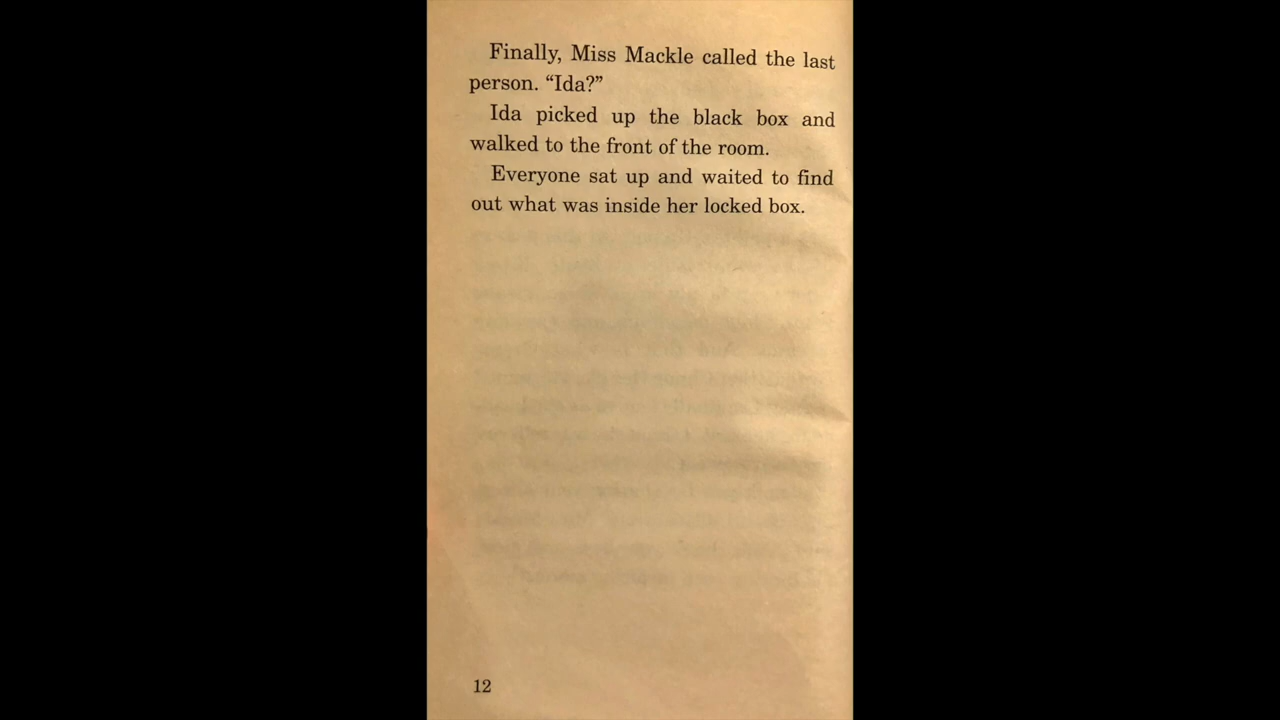 Finally, Miss Mackle called the last
person. “Ida?”
Ida picked up the black box and
walked to the front of the room.
Everyone sat up and waited to find
out what was inside her locked box.
12